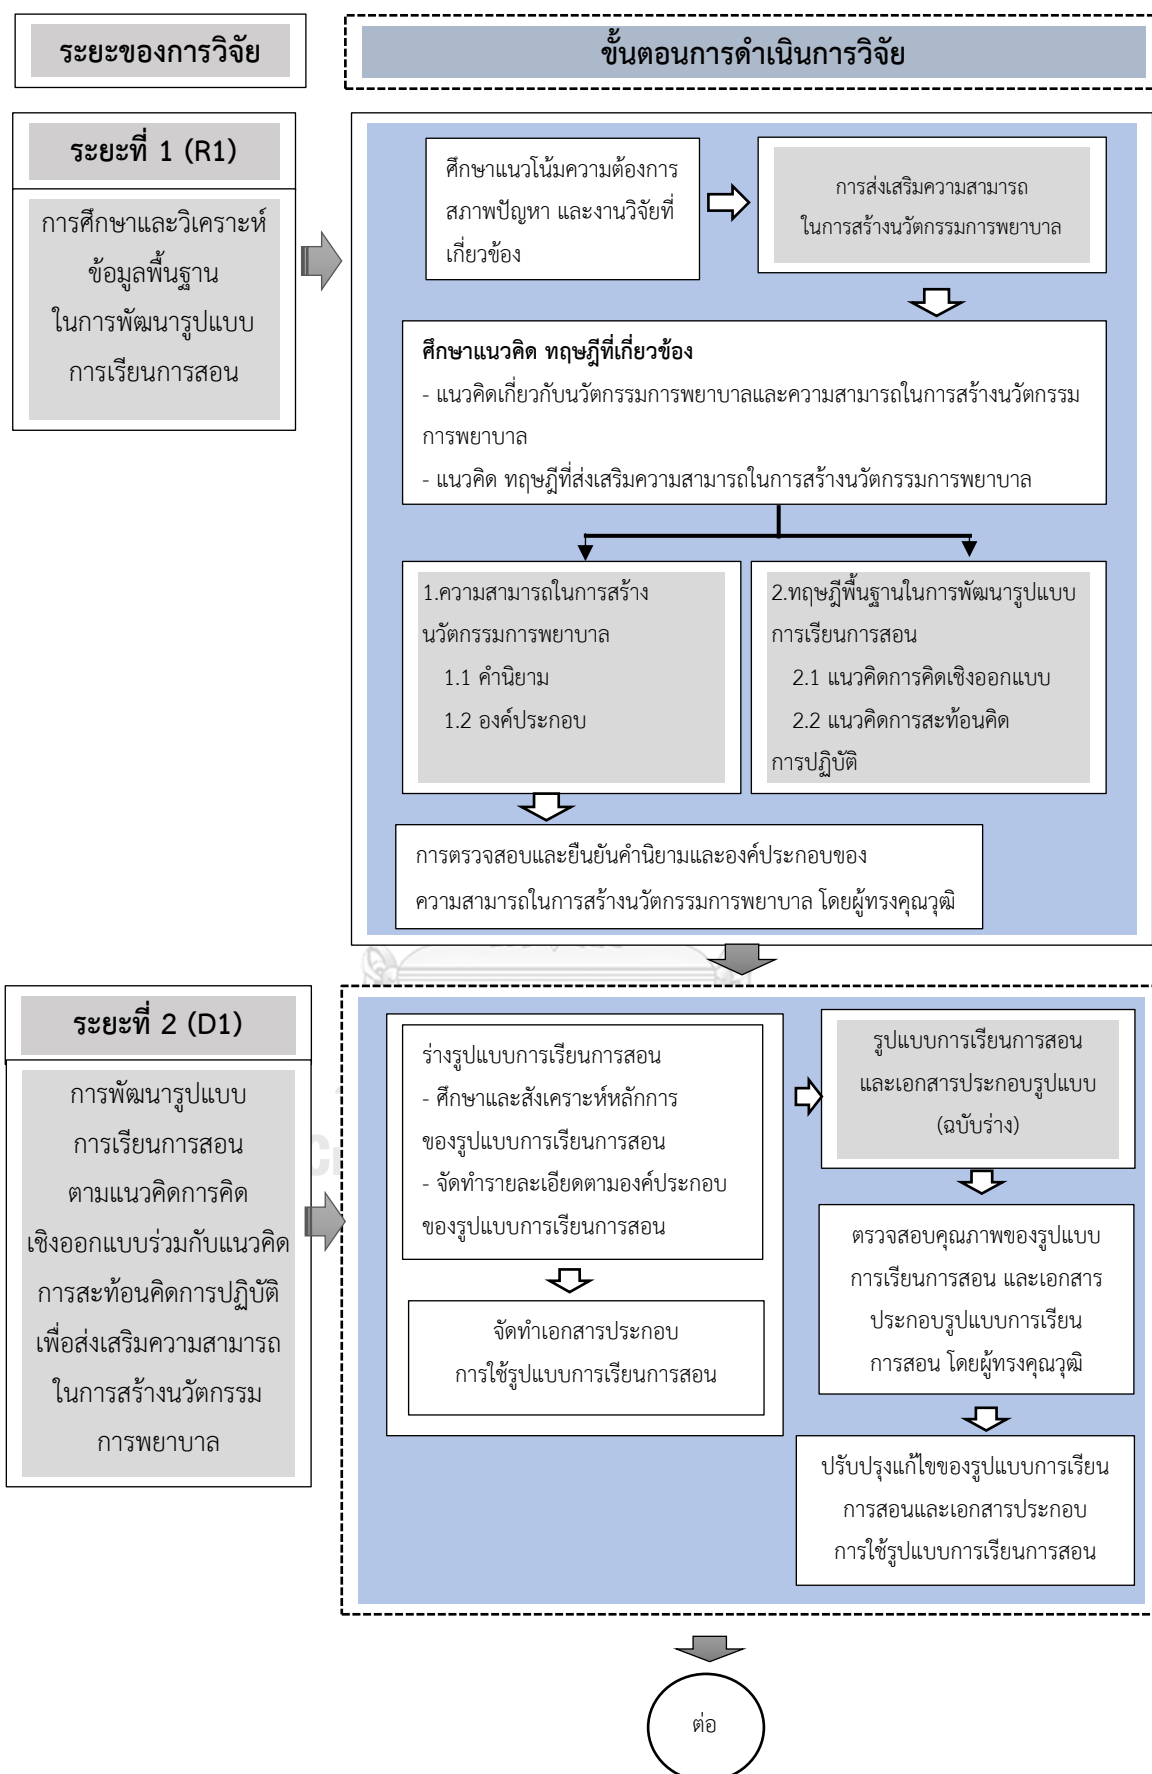 ระยะของการวิจัย
ขั้นตอนการดำเนินการวิจัย
ระยะที่ 1 (R1)
การศึกษาและวิเคราะห์
ข้อมูลพื้นฐาน
ในการพัฒนารูปแบบ
การเรียนการสอน
ศึกษาแนวโน้มความต้องการ
สภาพปัญหา และงานวิจัยที่
เกี่ยวข้อง
การส่งเสริมความสามารถ
ในการสร้างนวัตกรรมการพยาบาล
ศึกษาแนวคิด ทฤษฎีที่เกี่ยวข้อง
- แนวคิดเกี่ยวกับนวัตกรรมการพยาบาลและความสามารถในการสร้างนวัตกรรม
การพยาบาล
- แนวคิด ทฤษฎีที่ส่งเสริมความสามารถในการสร้างนวัตกรรมการพยาบาล
1.ความสามารถในการสร้าง
นวัตกรรมการพยาบาล
1.1 คำนิยาม
1.2 องค์ประกอบ
2.ทฤษฎีพื้นฐานในการพัฒนารูปแบบ
การเรียนการสอน
2.1 แนวคิดการคิดเชิงออกแบบ
2.2 แนวคิดการสะท้อนคิด
การปฏิบัติ
การตรวจสอบและยืนยันคำนิยามและองค์ประกอบของ
ความสามารถในการสร้างนวัตกรรมการพยาบาล โดยผู้ทรงคุณวุฒิ
ระยะที่ 2 (D1)
การพัฒนารูปแบบ
การเรียนการสอน
ตามแนวคิดการคิด
เชิงออกแบบร่วมกับแนวคิด
การสะท้อนคิดการปฏิบัติ
เพื่อส่งเสริมความสามารถ
ในการสร้างนวัตกรรม
การพยาบาล
ร่างรูปแบบการเรียนการสอน
- ศึกษาและสังเคราะห์หลักการ
ของรูปแบบการเรียนการสอน
- จัดทำรายละเอียดตามองค์ประกอบ
ของรูปแบบการเรียนการสอน
จัดทำเอกสารประกอบ
การใช้รูปแบบการเรียนการสอน
รูปแบบการเรียนการสอน
และเอกสารประกอบรูปแบบ
(ฉบับร่าง)
ตรวจสอบคุณภาพของรูปแบบ
การเรียนการสอน และเอกสาร
ประกอบรูปแบบการเรียน
การสอน โดยผู้ทรงคุณวุฒิ
ปรับปรุงแก้ไขของรูปแบบการเรียน
การสอนและเอกสารประกอบ
การใช้รูปแบบการเรียนการสอน
ต่อ